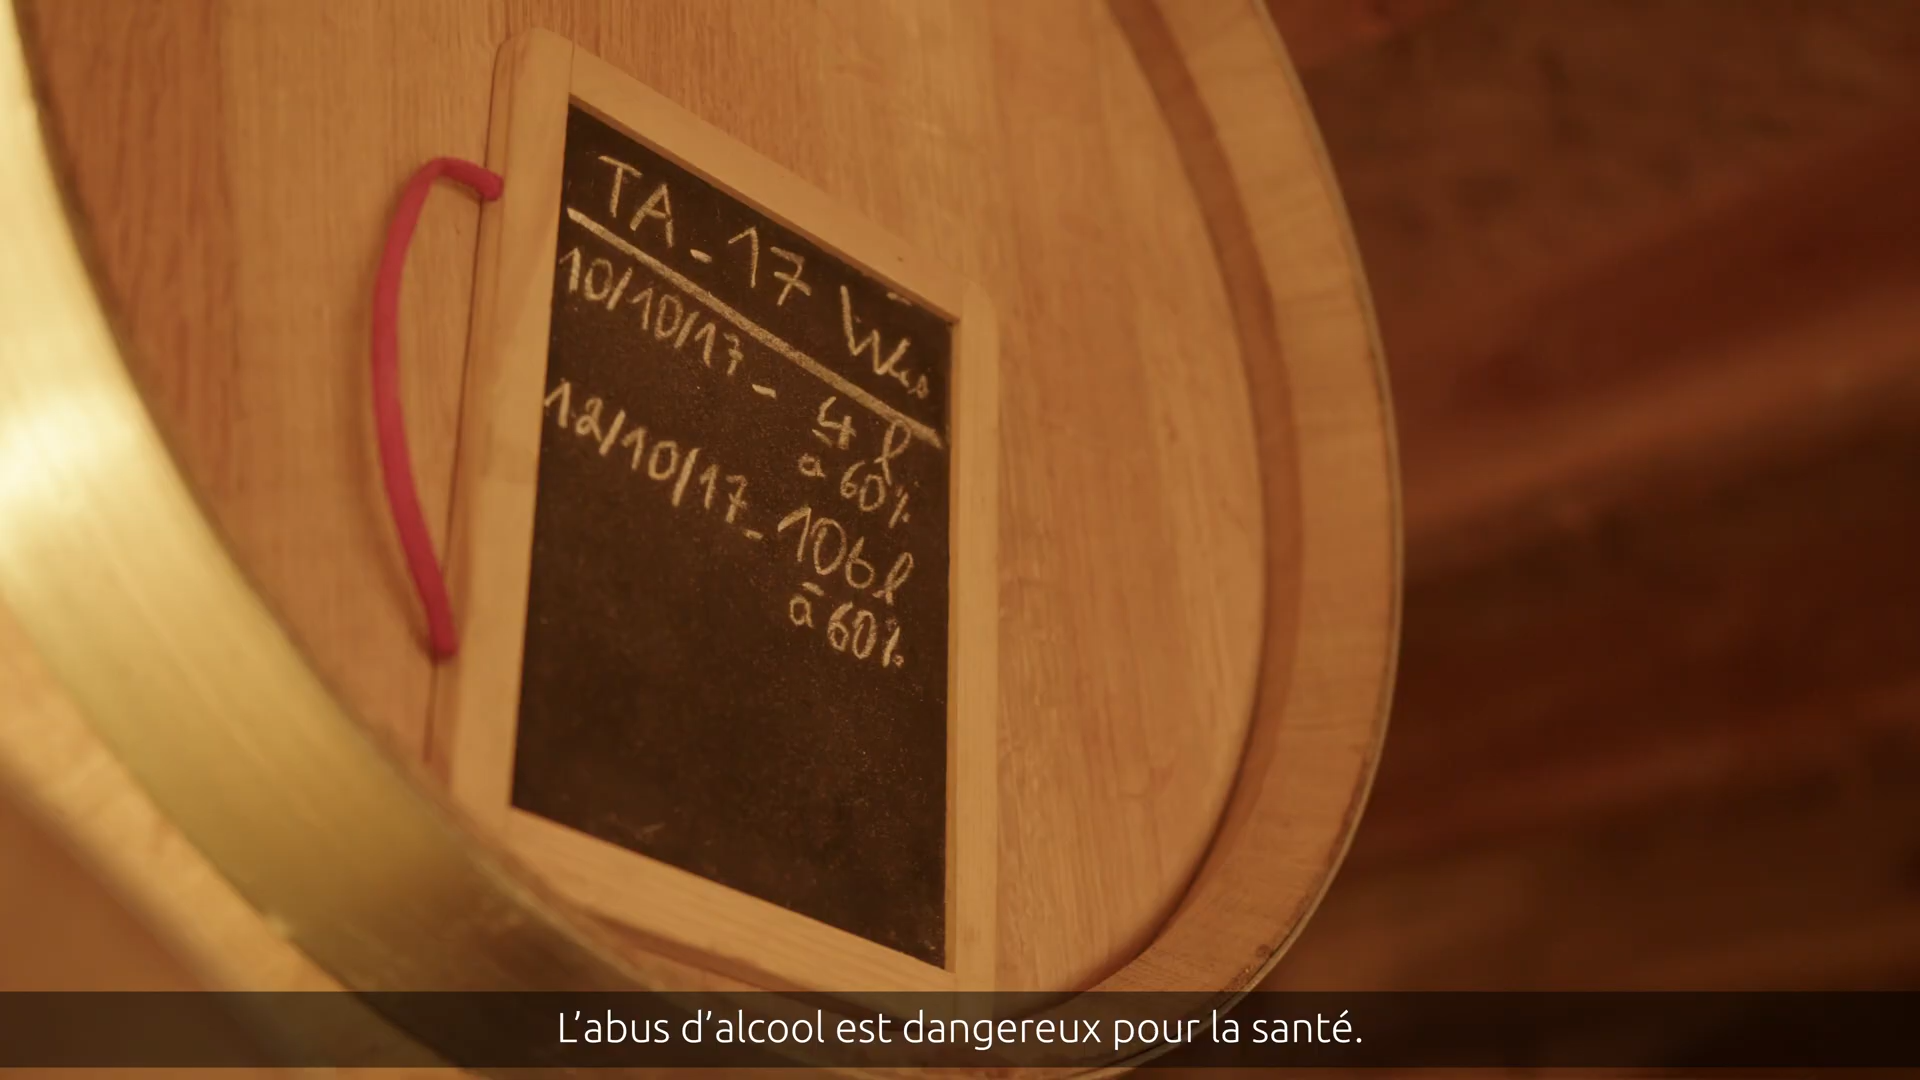 TA - 17
10/10/17 - 4 l
à 60%
12/10/17 - 106 l
à 60%
L’abus d’alcool est dangereux pour la santé.